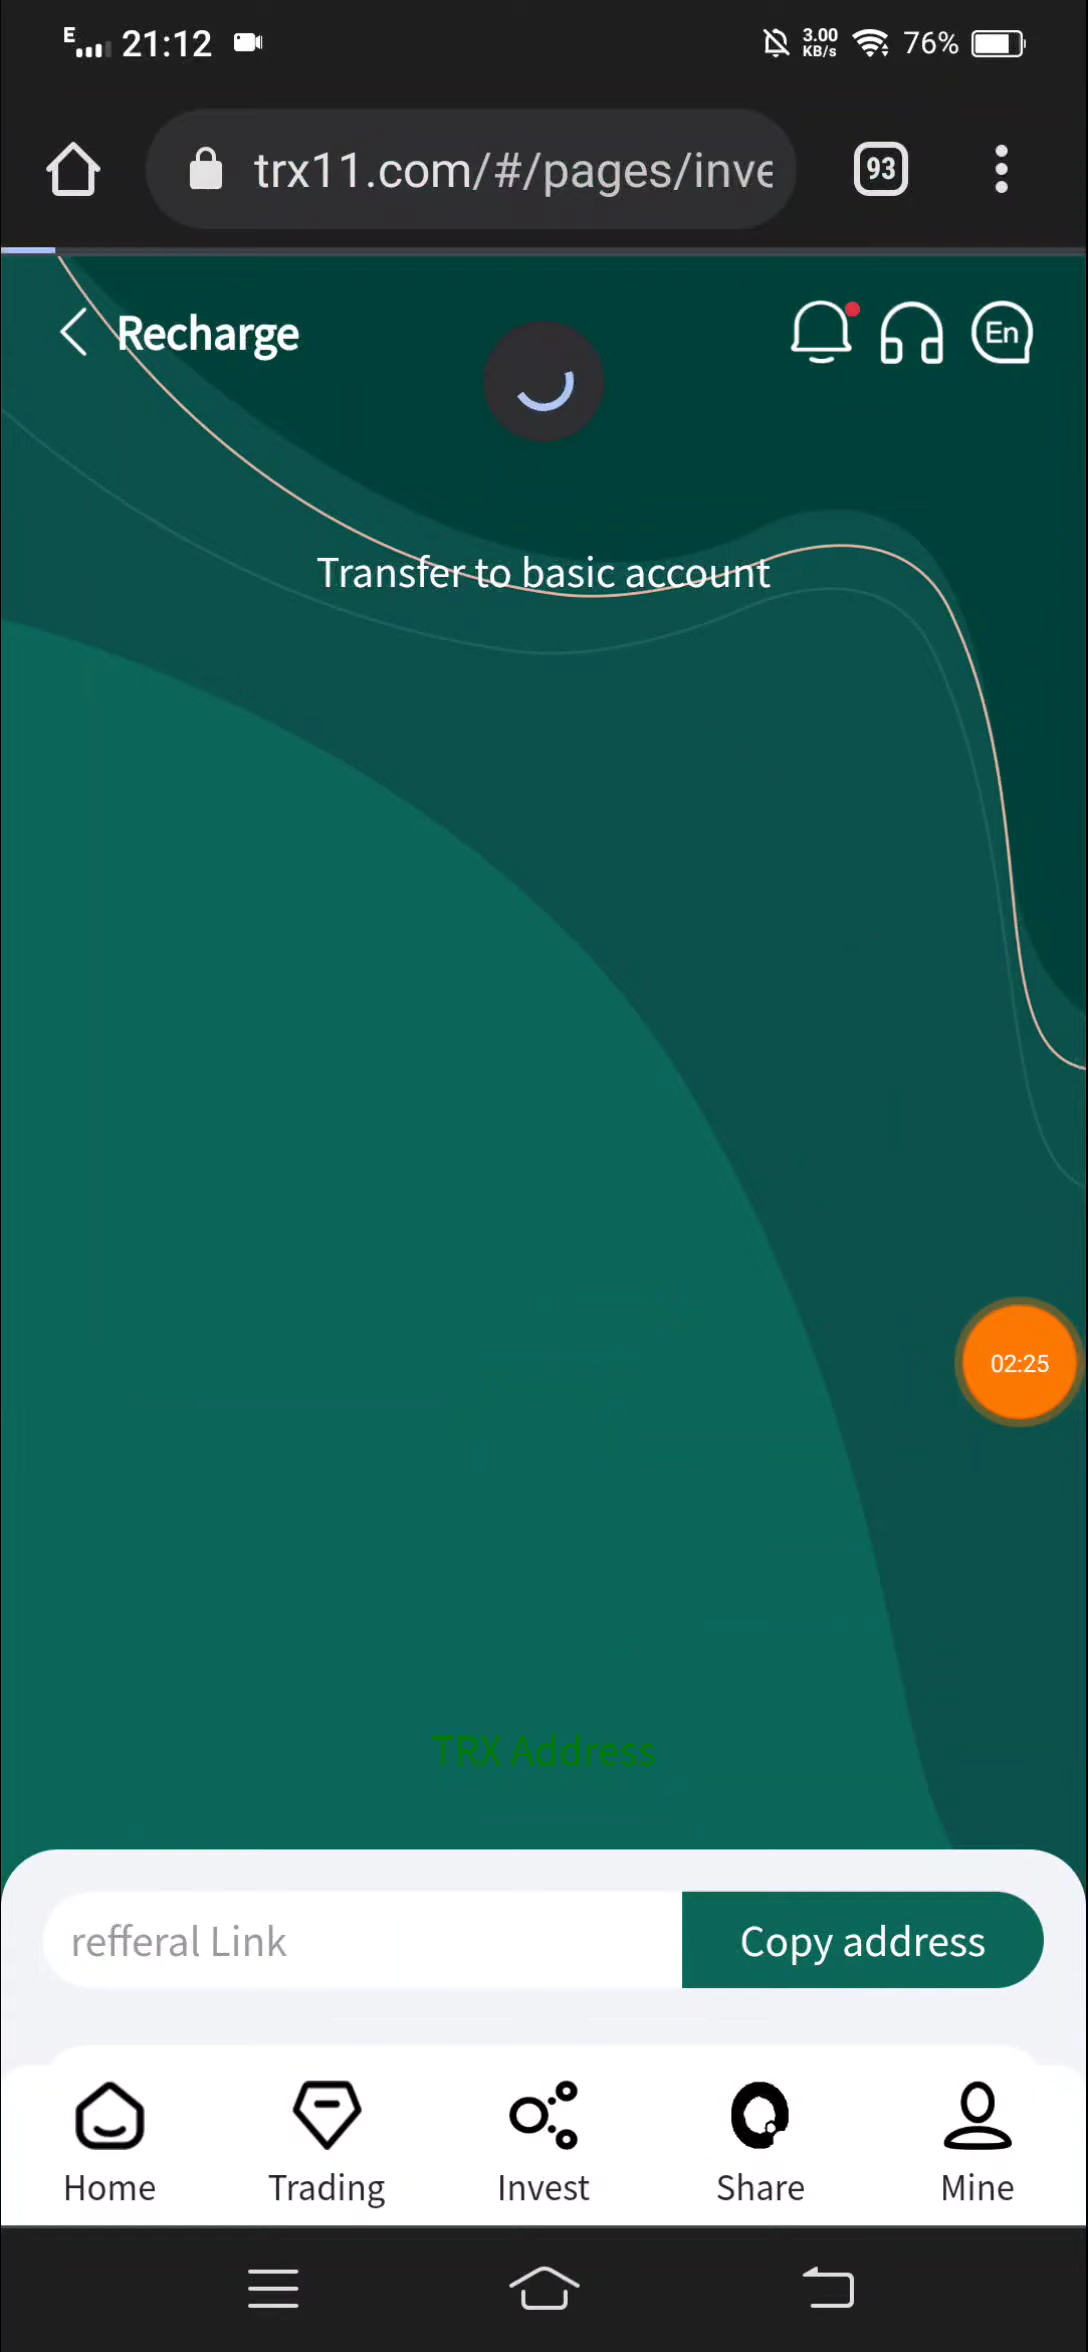 E 21:12 3.00 KB/s 76%
trx11.com/#/pages/inve
93
Recharge
En
Transfer to basic account
02:25
TRX Address
refferal Link
Copy address
Home Trading Invest Share Mine